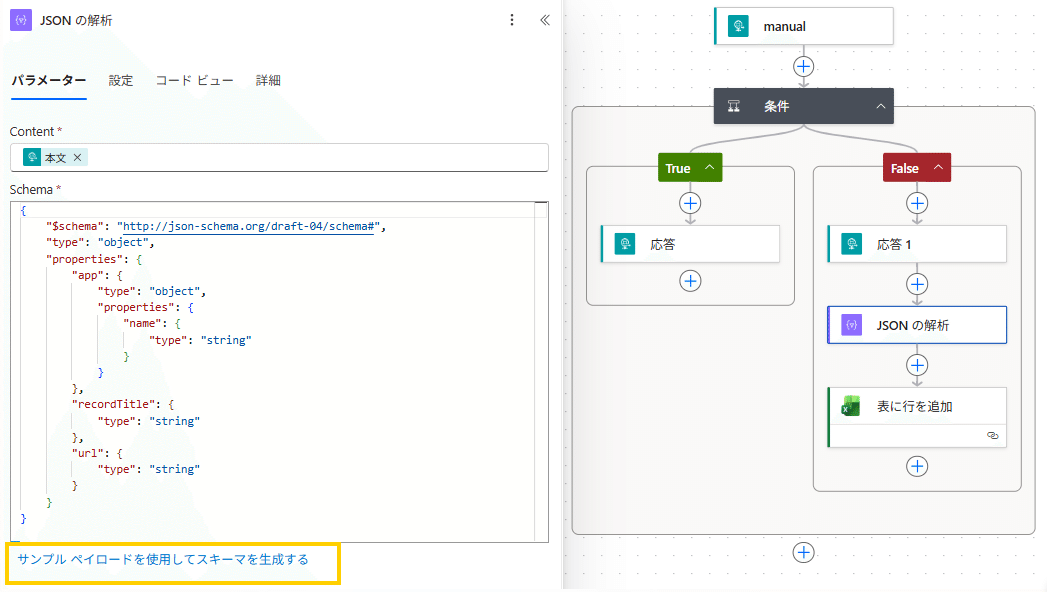 JSON の解析
パラメーター 設定 コード ビュー 詳細
Content *
本文
Schema *
{
    "$schema": "http://json-schema.org/draft-04/schema#",
    "type": "object",
    "properties": {
        "app": {
            "type": "object",
            "properties": {
                "name": {
                    "type": "string"
                }
            }
        },
        "recordTitle": {
            "type": "string"
        },
        "url": {
            "type": "string"
        }
    }
}
サンプル ペイロードを使用してスキーマを生成する
manual
条件
True
False
応答
応答 1
JSON の解析
表に行を追加